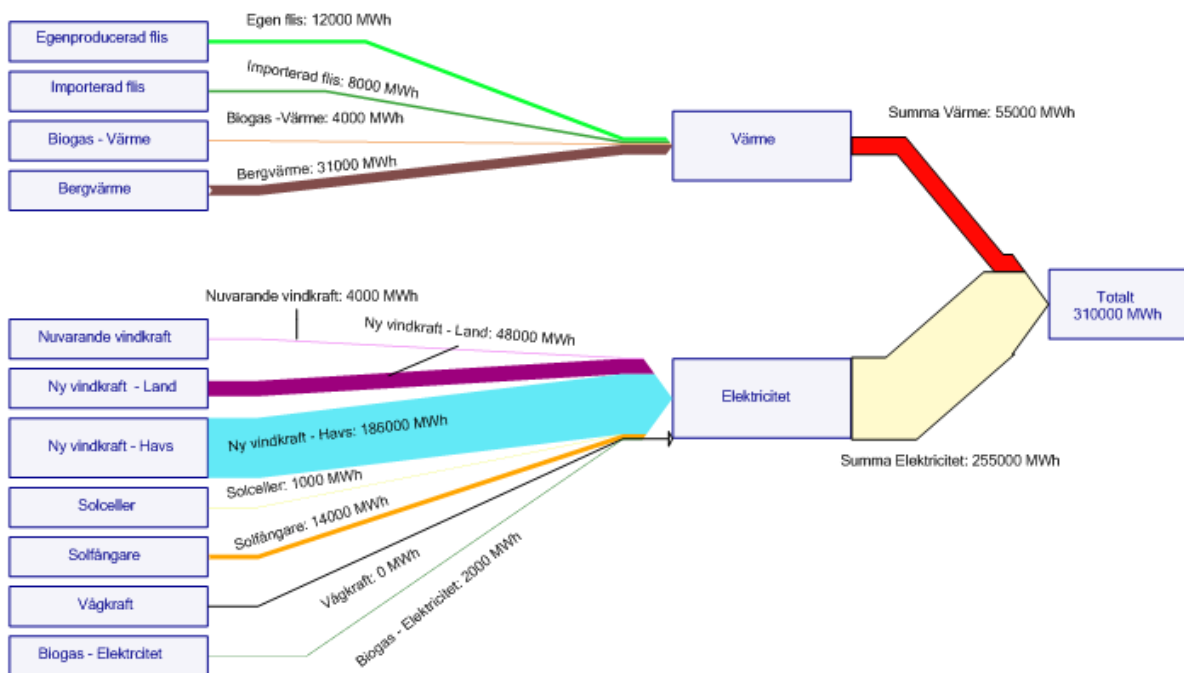 Egenproducerad flis
Egen flis: 12000 MWh
Importerad flis
Importerad flis: 8000 MWh
Biogas - Värme
Biogas -Värme: 4000 MWh
Bergvärme
Bergvärme: 31000 MWh
Värme
Summa Värme: 55000 MWh
Totalt
310000 MWh
Nuvarande vindkraft
Nuvarande vindkraft: 4000 MWh
Ny vindkraft - Land
Ny vindkraft - Land: 48000 MWh
Ny vindkraft - Havs
Ny vindkraft - Havs: 186000 MWh
Solceller
Solceller: 1000 MWh
Solfångare
Solfångare: 14000 MWh
Vågkraft
Vågkraft: 0 MWh
Biogas - Elektrcitet
Biogas - Elektricitet: 2000 MWh
Elektricitet
Summa Elektricitet: 255000 MWh